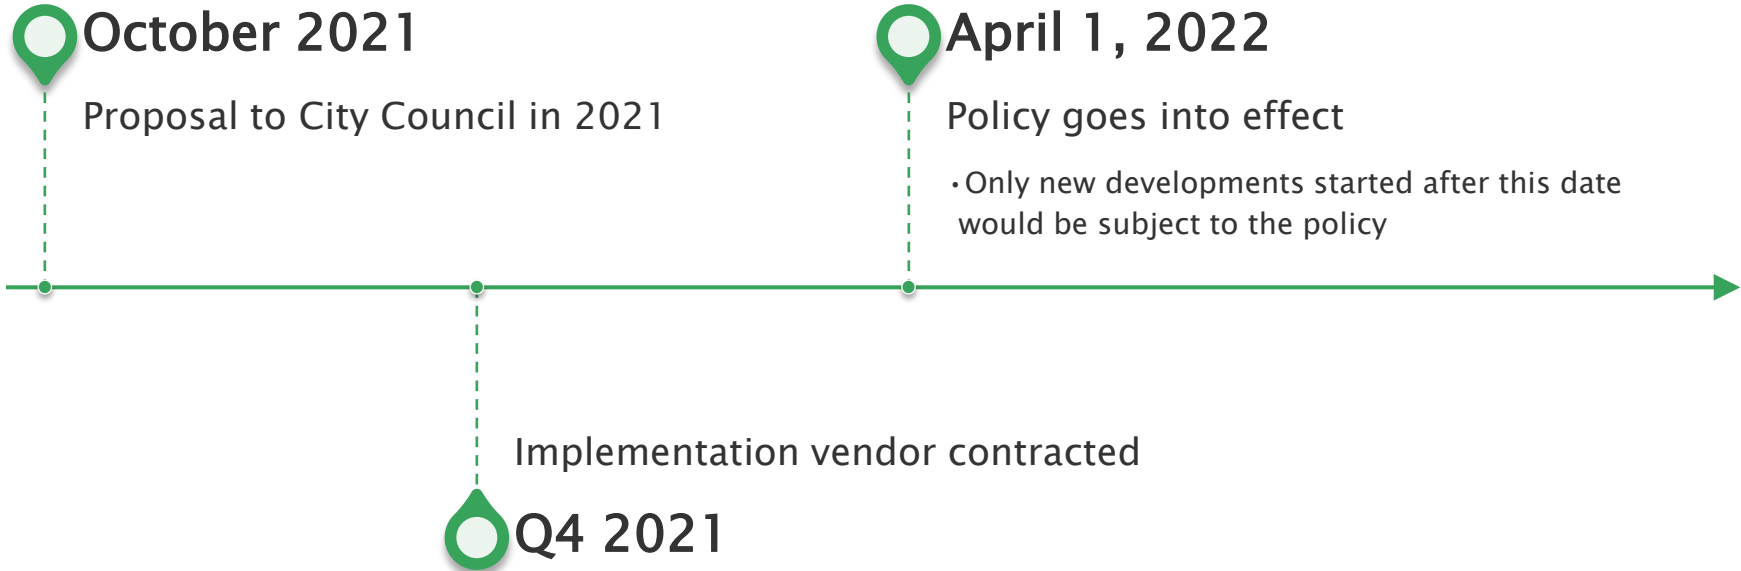 October 2021
Proposal to City Council in 2021
April 1, 2022
Policy goes into effect
•Only new developments started after this date
would be subject to the policy
Implementation vendor contracted
Q4 2021